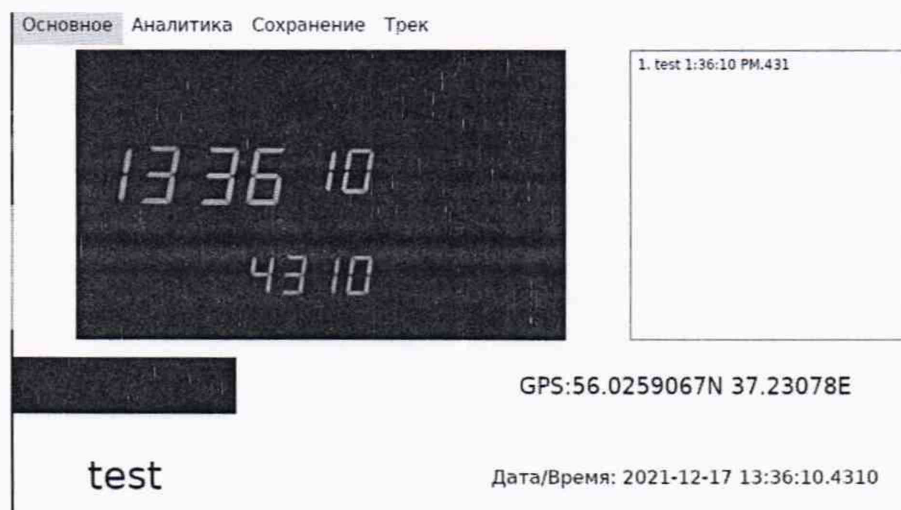 Основное Аналитика Сохранение Трек
1. test 1:36:10 PM.431
13 36 10
4310
GPS:56.0259067N 37.23078E
test
Дата/Время: 2021-12-17 13:36:10.4310